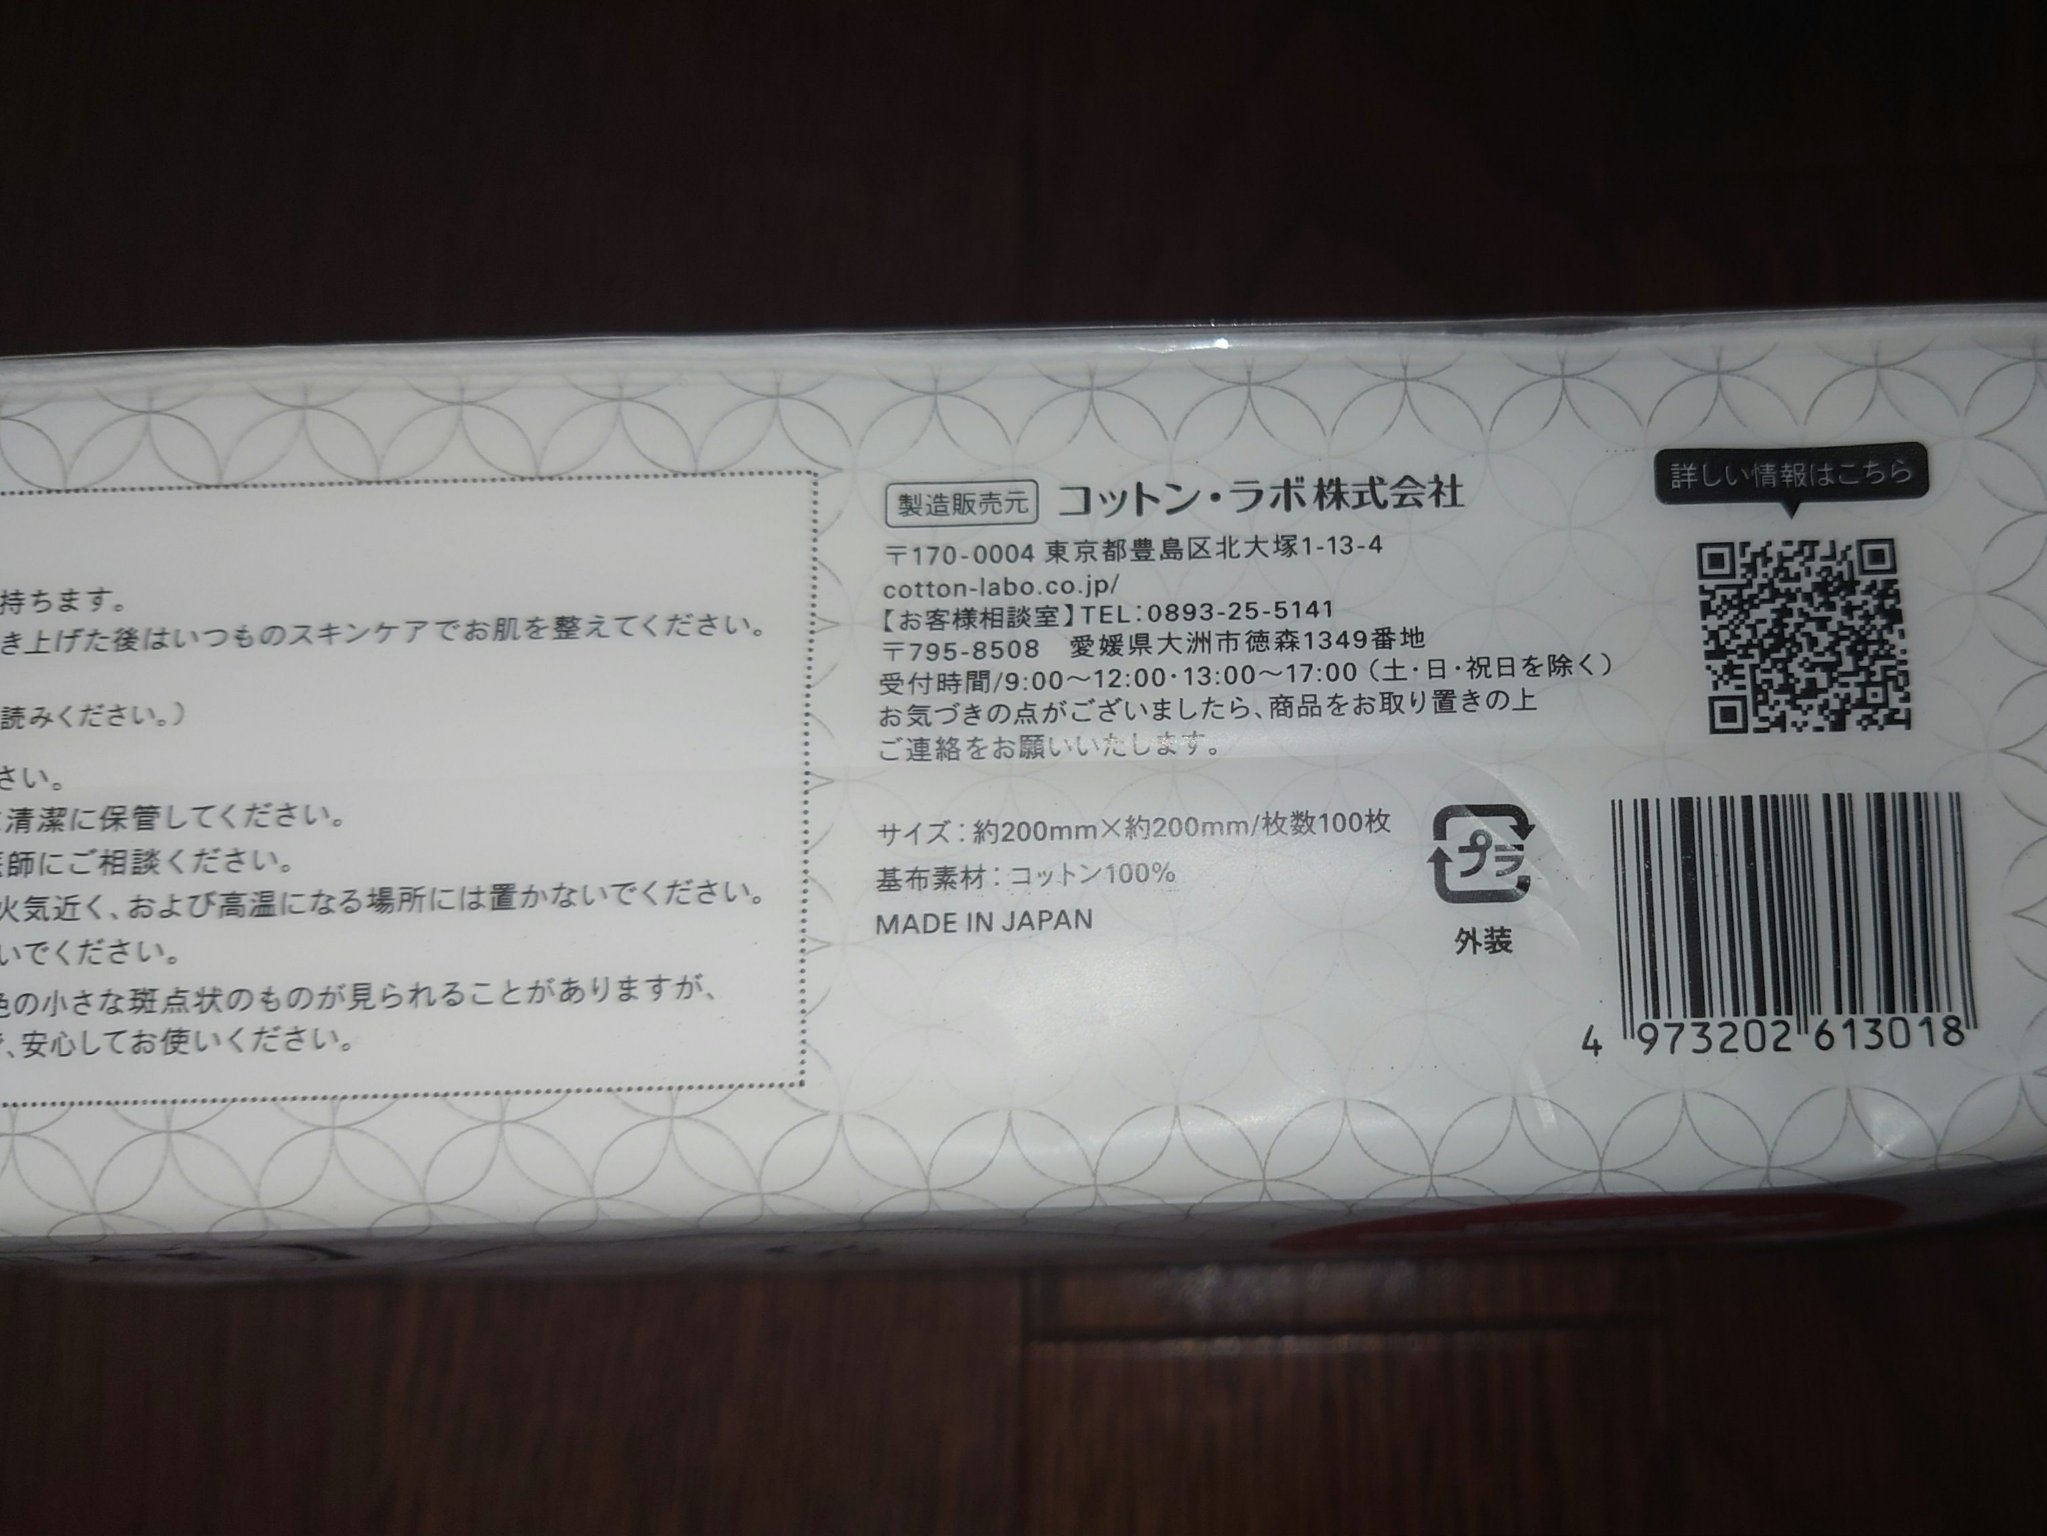 持ちます。
き上げた後はいつものスキンケアでお肌を整えてください。
読みください。）
さい。
清潔に保管してください。
医師にご相談ください。
火気近く、および高温になる場所には置かないでください。
いでください。
色の小さな斑点状のものが見られることがありますが、
、安心してお使いください。
製造販売元 コットン・ラボ株式会社
〒170-0004 東京都豊島区北大塚1-13-4
cotton-labo.co.jp/
【お客様相談室】TEL：0893-25-5141
〒795-8508 愛媛県大洲市徳森1349番地
受付時間/9:00～12:00・13:00～17:00（土・日・祝日を除く）
お気づきの点がございましたら、商品をお取り置きの上
ご連絡をお願いいたします。
サイズ：約200mm×約200mm/枚数100枚
基布素材：コットン100%
MADE IN JAPAN
プラ
外装
詳しい情報はこちら
4 973202 613018